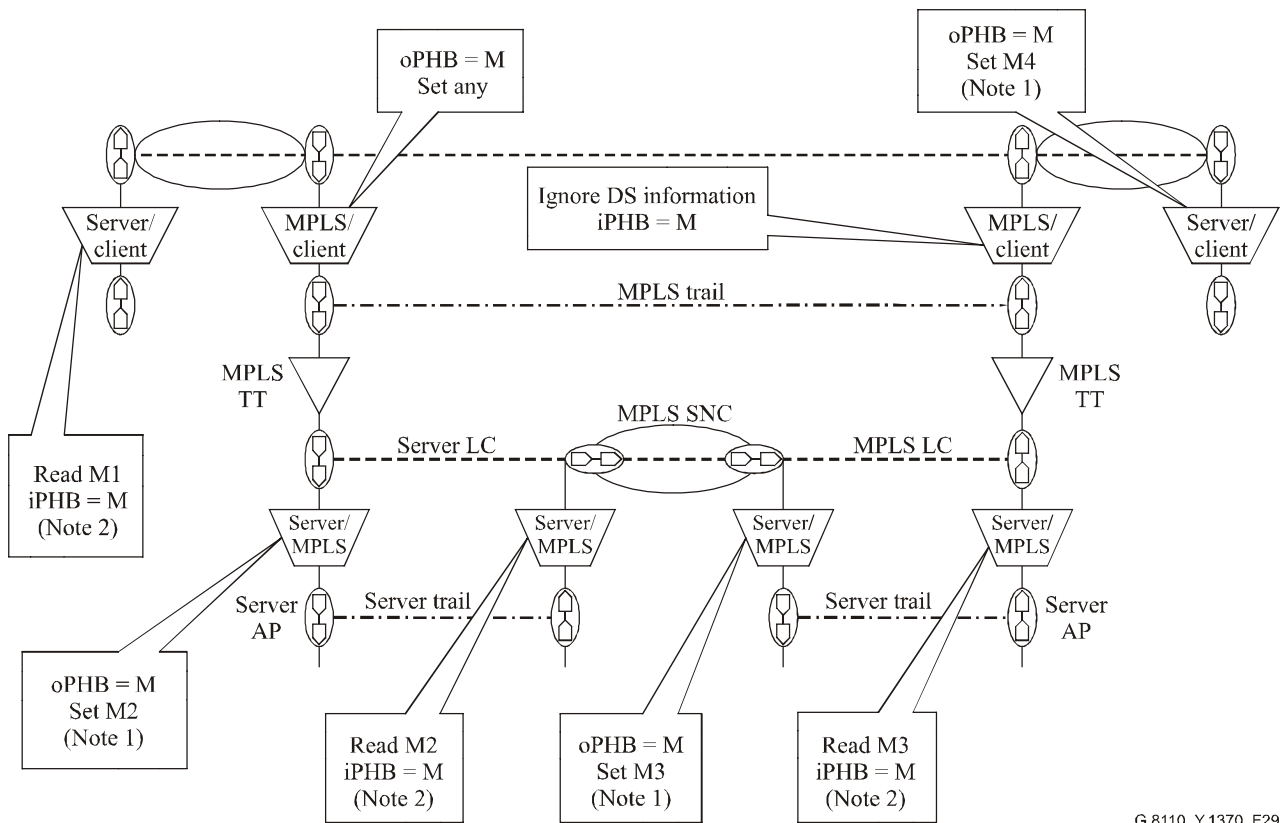 oPHB = M
Set any
oPHB = M
Set M4
(Note 1)
Ignore DS information
iPHB = M
Server/
client
MPLS/
client
MPLS/
client
Server/
client
MPLS trail
MPLS
TT
MPLS
TT
MPLS SNC
Server LC
MPLS LC
Read M1
iPHB = M
(Note 2)
Server/
MPLS
Server/
MPLS
Server/
MPLS
Server/
MPLS
Server
AP
Server trail
Server trail
Server
AP
oPHB = M
Set M2
(Note 1)
Read M2
iPHB = M
(Note 2)
oPHB = M
Set M3
(Note 1)
Read M3
iPHB = M
(Note 2)
G.8110_Y.1370_F29